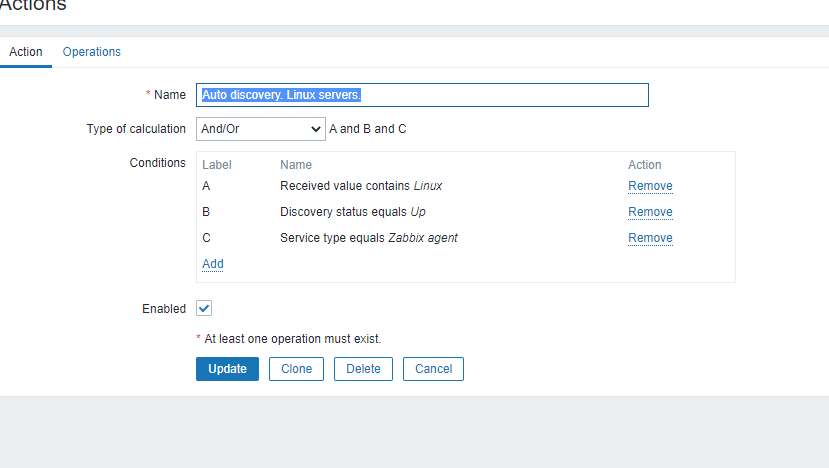 Actions
Action Operations
* Name Auto discovery. Linux servers.
Type of calculation And/Or A and B and C
Conditions Label Name Action
A Received value contains Linux Remove
B Discovery status equals Up Remove
C Service type equals Zabbix agent Remove
Add
Enabled
* At least one operation must exist.
Update Clone Delete Cancel